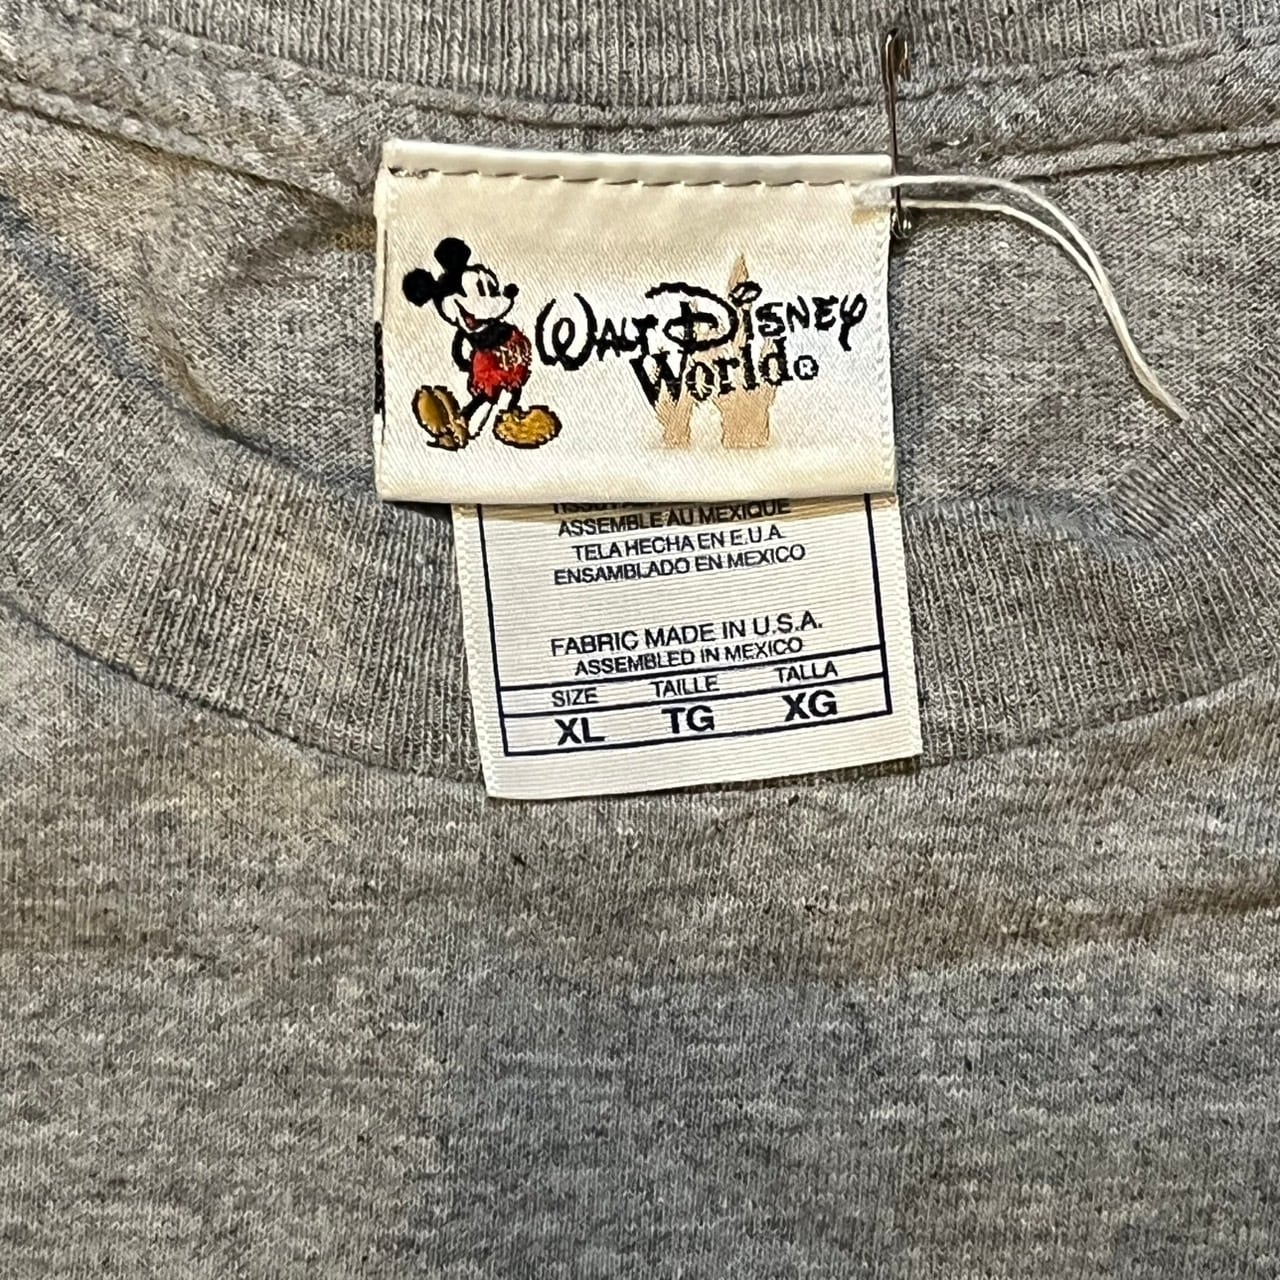 WALT DISNEY
World®
ASSEMBLE AU MEXIQUE
TELA HECHA EN E.U.A.
ENSAMBLADO EN MEXICO
FABRIC MADE IN U.S.A.
ASSEMBLED IN MEXICO
SIZE TAILLE TALLA
XL TG XG